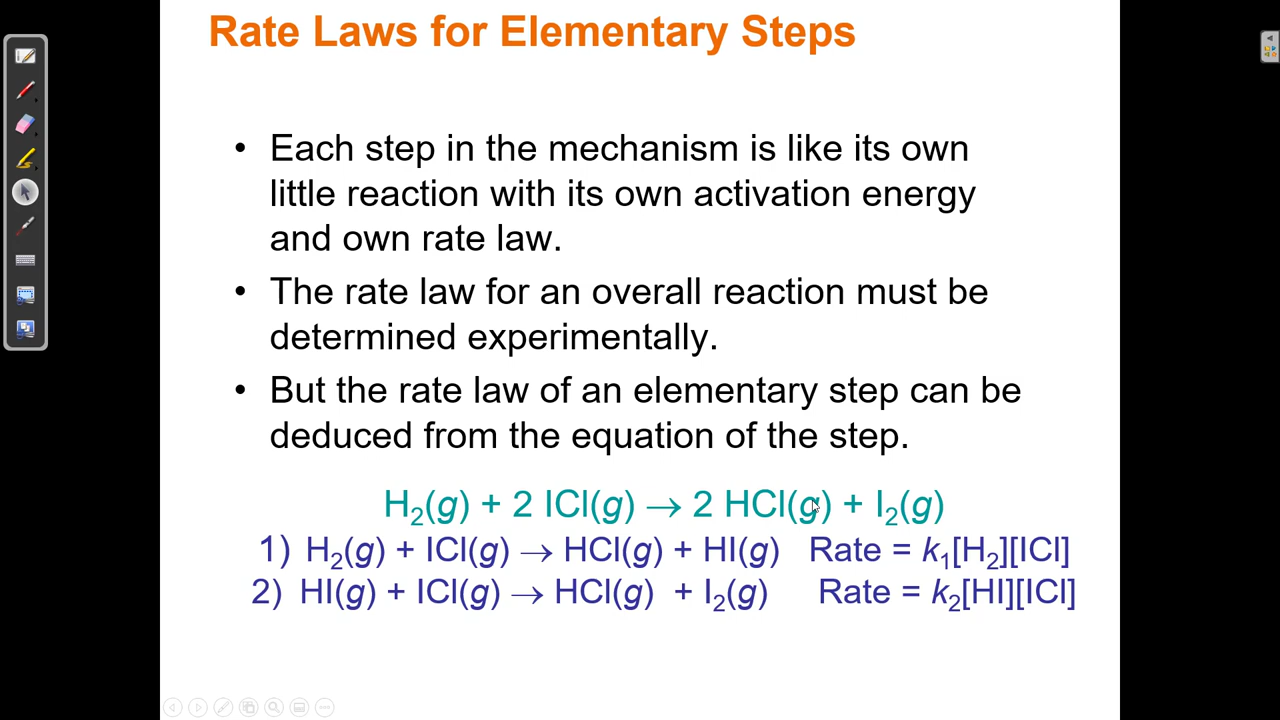 Rate Laws for Elementary Steps
• Each step in the mechanism is like its own
little reaction with its own activation energy
and own rate law.
• The rate law for an overall reaction must be
determined experimentally.
• But the rate law of an elementary step can be
deduced from the equation of the step.
H₂(g) + 2 ICl(g) → 2 HCl(g) + I₂(g)
1) H₂(g) + ICl(g) → HCl(g) + HI(g) Rate = k₁[H₂][ICl]
2) HI(g) + ICl(g) → HCl(g) + I₂(g) Rate = k₂[HI][ICl]